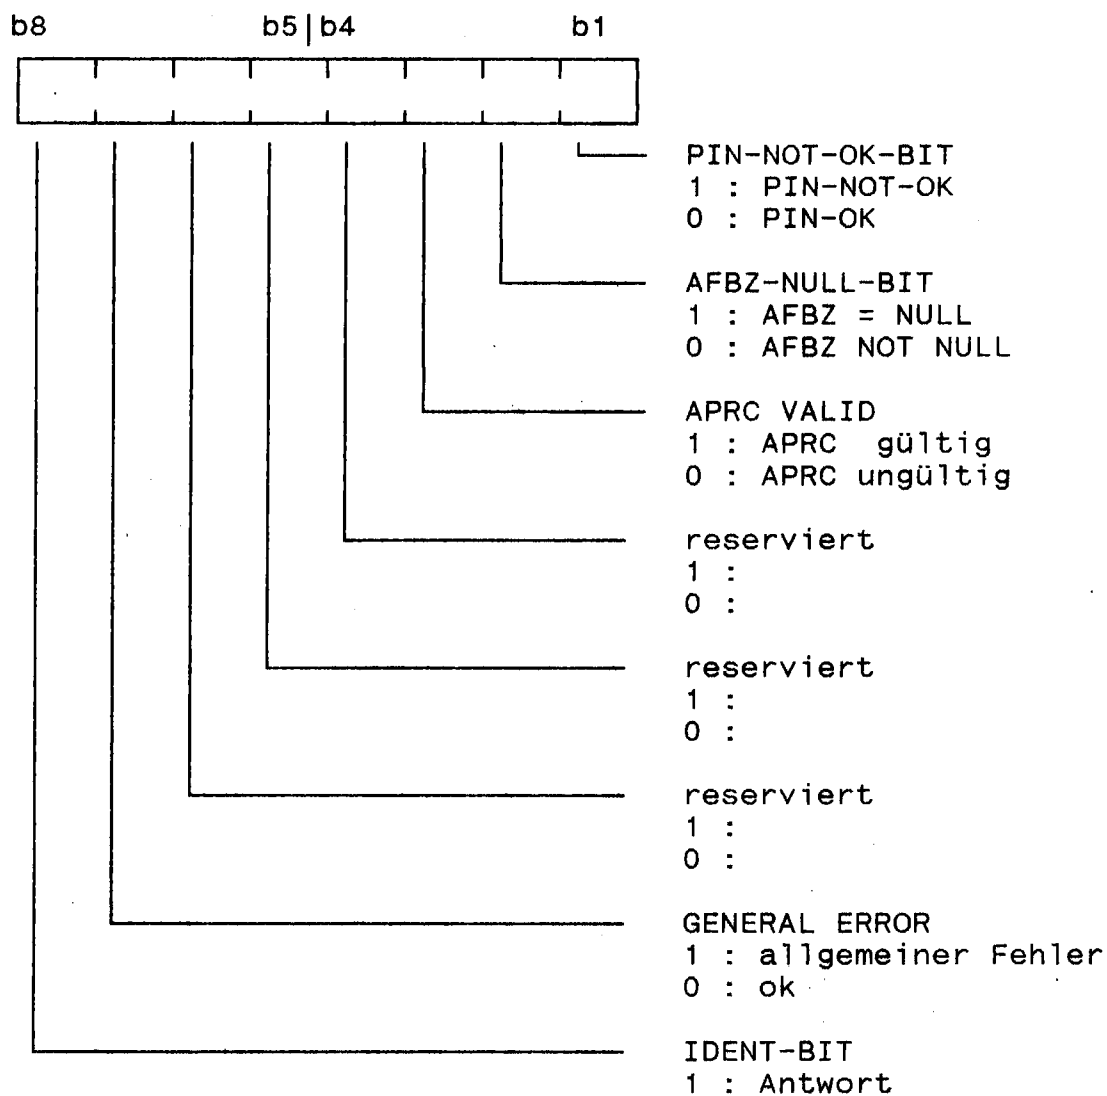 b8 b5|b4 b1
PIN-NOT-OK-BIT
1 : PIN-NOT-OK
0 : PIN-OK
AFBZ-NULL-BIT
1 : AFBZ = NULL
0 : AFBZ NOT NULL
APRC VALID
1 : APRC gültig
0 : APRC ungültig
reserviert
1 :
0 :
reserviert
1 :
0 :
reserviert
1 :
0 :
GENERAL ERROR
1 : allgemeiner Fehler
0 : ok
IDENT-BIT
1 : Antwort